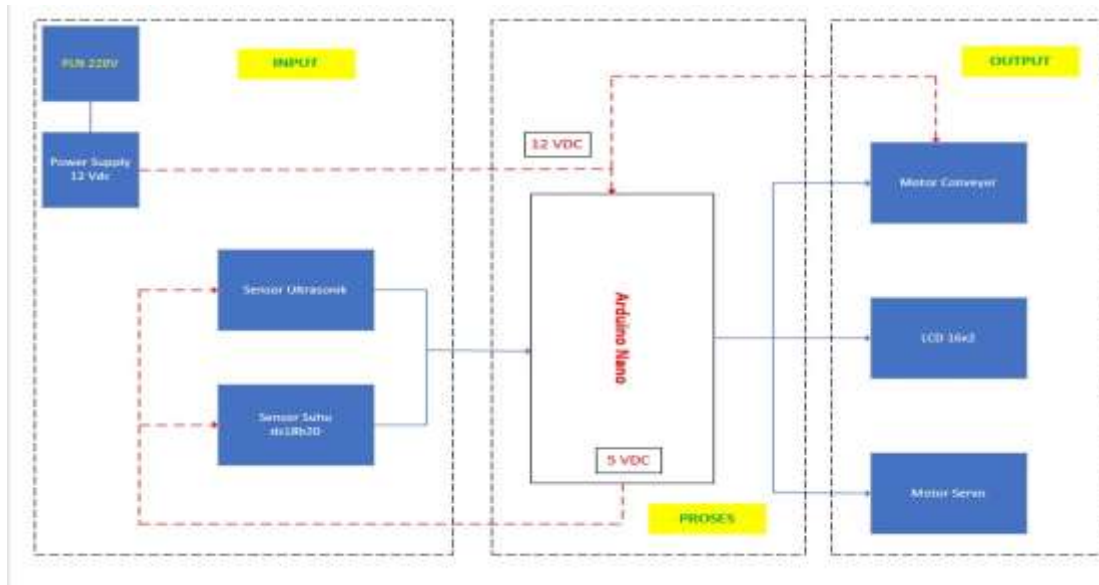 PLN 220V
INPUT
OUTPUT
Power Supply
12 Vdc
12 VDC
Motor Conveyor
Sensor Ultrasonik
Arduino Nano
LCD 16x2
Sensor Suhu
ds18b20
5 VDC
Motor Servo
PROSES